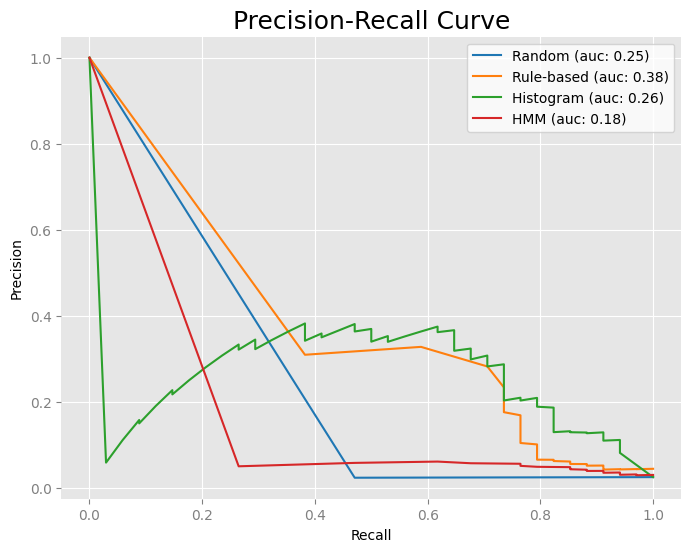 Precision-Recall Curve
Random (auc: 0.25)
Rule-based (auc: 0.38)
Histogram (auc: 0.26)
HMM (auc: 0.18)
1.0
0.8
0.6
0.4
0.2
0.0
Precision
0.0 0.2 0.4 0.6 0.8 1.0
Recall